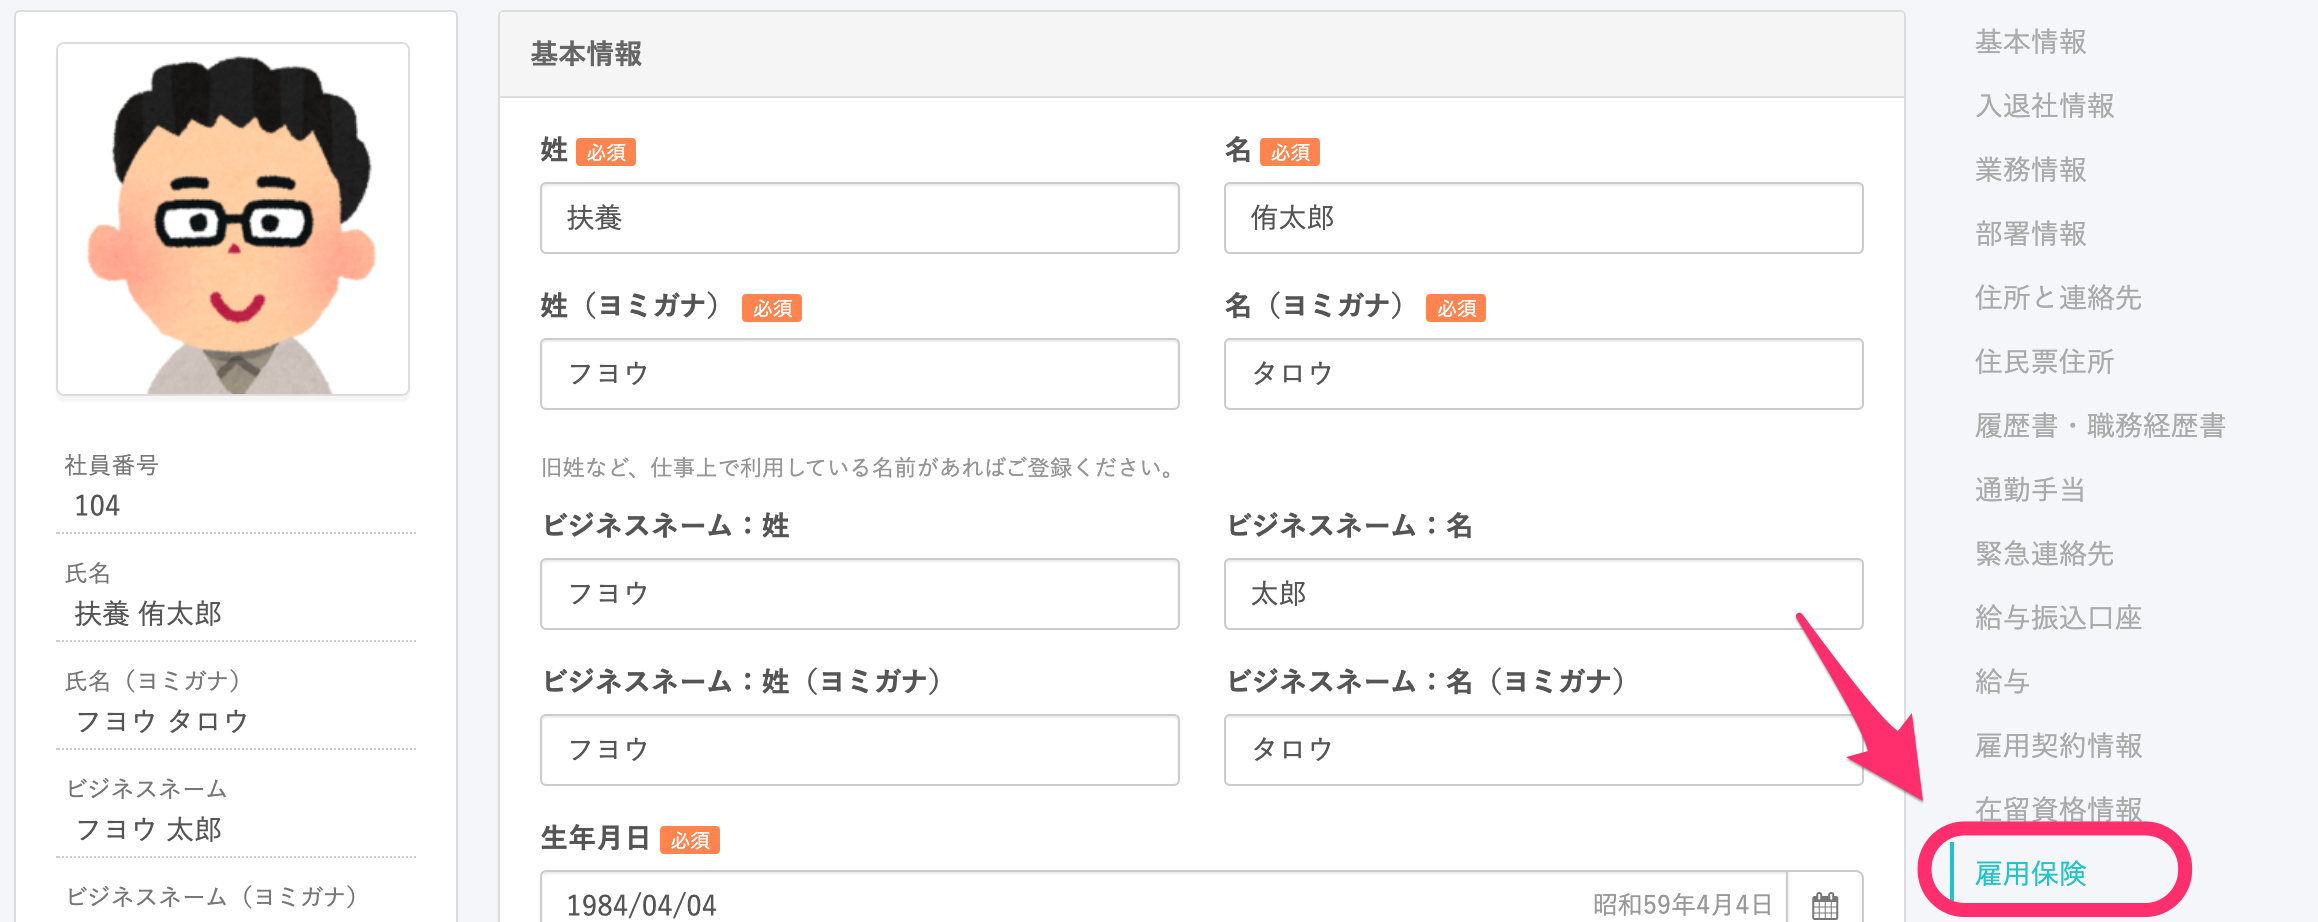 社員番号
104
氏名
扶養 侑太郎
氏名（ヨミガナ）
フヨウ タロウ
ビジネスネーム
フヨウ 太郎
ビジネスネーム（ヨミガナ）
基本情報
姓 必須
名 必須
扶養
侑太郎
姓（ヨミガナ） 必須
名（ヨミガナ） 必須
フヨウ
タロウ
旧姓など、仕事上で利用している名前があればご登録ください。
ビジネスネーム：姓
ビジネスネーム：名
フヨウ
太郎
ビジネスネーム：姓（ヨミガナ）
ビジネスネーム：名（ヨミガナ）
フヨウ
タロウ
生年月日 必須
1984/04/04
昭和59年4月4日
基本情報
入退社情報
業務情報
部署情報
住所と連絡先
住民票住所
履歴書・職務経歴書
通勤手当
緊急連絡先
給与振込口座
給与
雇用契約情報
在留資格情報
雇用保険